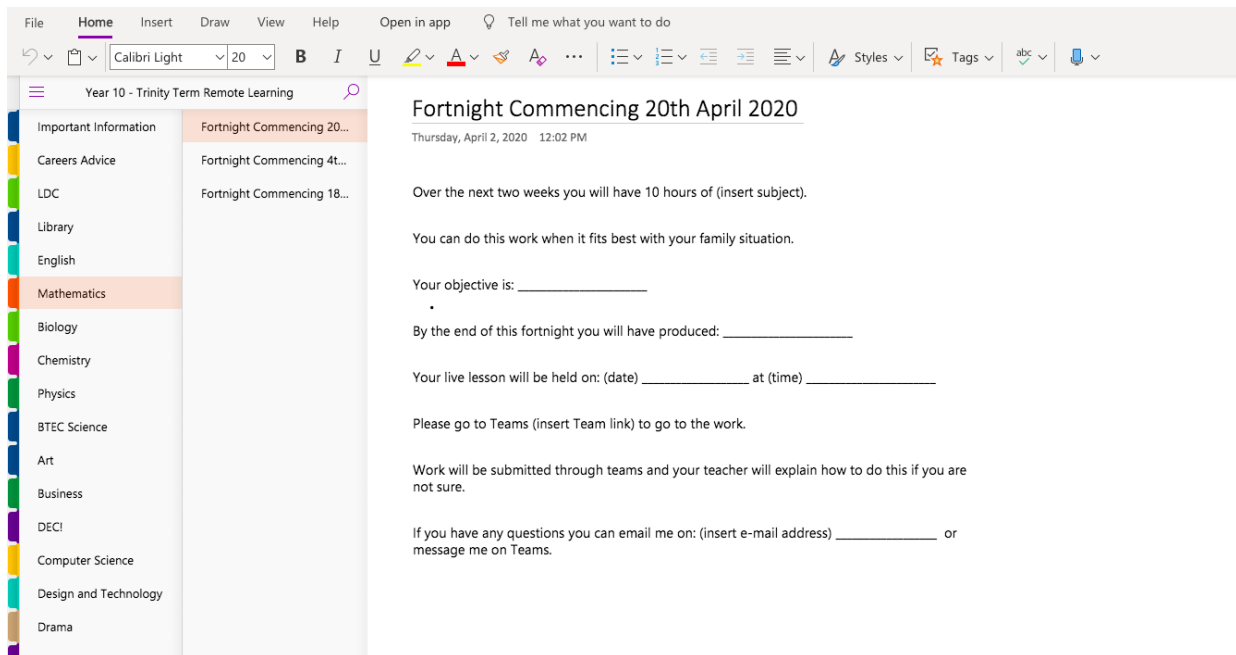 File Home Insert Draw View Help Open in app Tell me what you want to do
Calibri Light 20 B I U A A ... Styles Tags abc
Year 10 - Trinity Term Remote Learning
Important Information
Careers Advice
LDC
Library
English
Mathematics
Biology
Chemistry
Physics
BTEC Science
Art
Business
DEC!
Computer Science
Design and Technology
Drama
Fortnight Commencing 20...
Fortnight Commencing 4t...
Fortnight Commencing 18...
Fortnight Commencing 20th April 2020
Thursday, April 2, 2020 12:02 PM
Over the next two weeks you will have 10 hours of (insert subject).
You can do this work when it fits best with your family situation.
Your objective is: ____________________
By the end of this fortnight you will have produced: ____________________
Your live lesson will be held on: (date) _________________ at (time) ____________________
Please go to Teams (insert Team link) to go to the work.
Work will be submitted through teams and your teacher will explain how to do this if you are
not sure.
If you have any questions you can email me on: (insert e-mail address) ________________ or
message me on Teams.